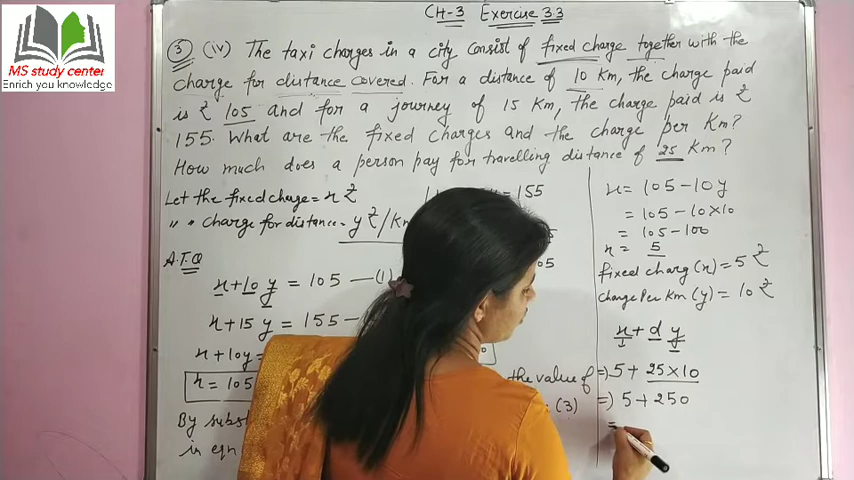 CH-3 Exercise 3.3
MS study center
Enrich you knowledge
③ (iv) The taxi charges in a city consist of fixed charge together with the
charge for distance covered. For a distance of 10 Km, the charge paid
is ₹ 105 and for a journey of 15 Km, the charge paid is ₹
155. What are the fixed charges and the charge per Km?
How much does a person pay for travelling distance of 25 Km?
Let the fixed charge = x ₹
" " charge for distance = y ₹/Km
A.T.Q
x + 10 y = 105 — (1)
x + 15 y = 155 —
x + 10y =
x = 105
By
in eqn
= 155
the value of
(3)
x = 105 - 10 y
= 105 - 10 × 10
= 105 - 100
x = 5
fixed charg (x) = 5 ₹
charge Per Km (y) = 10 ₹
x + d y
=) 5 + 25 × 10
=) 5 + 250
=